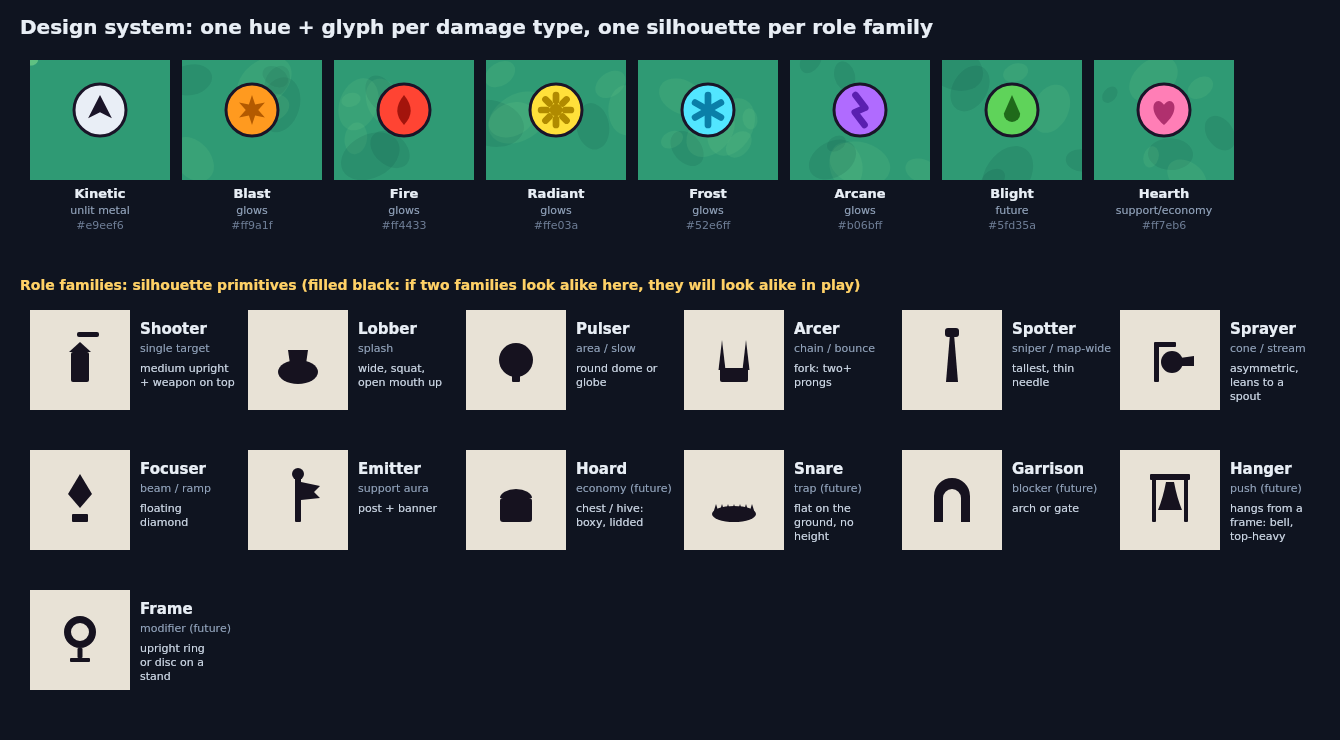 Design system: one hue + glyph per damage type, one silhouette per role family
Kinetic
unlit metal
#e9eef6
Blast
glows
#ff9a1f
Fire
glows
#ff4433
Radiant
glows
#ffe03a
Frost
glows
#52e6ff
Arcane
glows
#b06bff
Blight
future
#5fd35a
Hearth
support/economy
#ff7eb6
Role families: silhouette primitives (filled black: if two families look alike here, they will look alike in play)
Shooter
single target
medium upright
+ weapon on top
Lobber
splash
wide, squat,
open mouth up
Pulser
area / slow
round dome or
globe
Arcer
chain / bounce
fork: two+
prongs
Spotter
sniper / map-wide
tallest, thin
needle
Sprayer
cone / stream
asymmetric,
leans to a
spout
Focuser
beam / ramp
floating
diamond
Emitter
support aura
post + banner
Hoard
economy (future)
chest / hive:
boxy, lidded
Snare
trap (future)
flat on the
ground, no
height
Garrison
blocker (future)
arch or gate
Hanger
push (future)
hangs from a
frame: bell,
top-heavy
Frame
modifier (future)
upright ring
or disc on a
stand